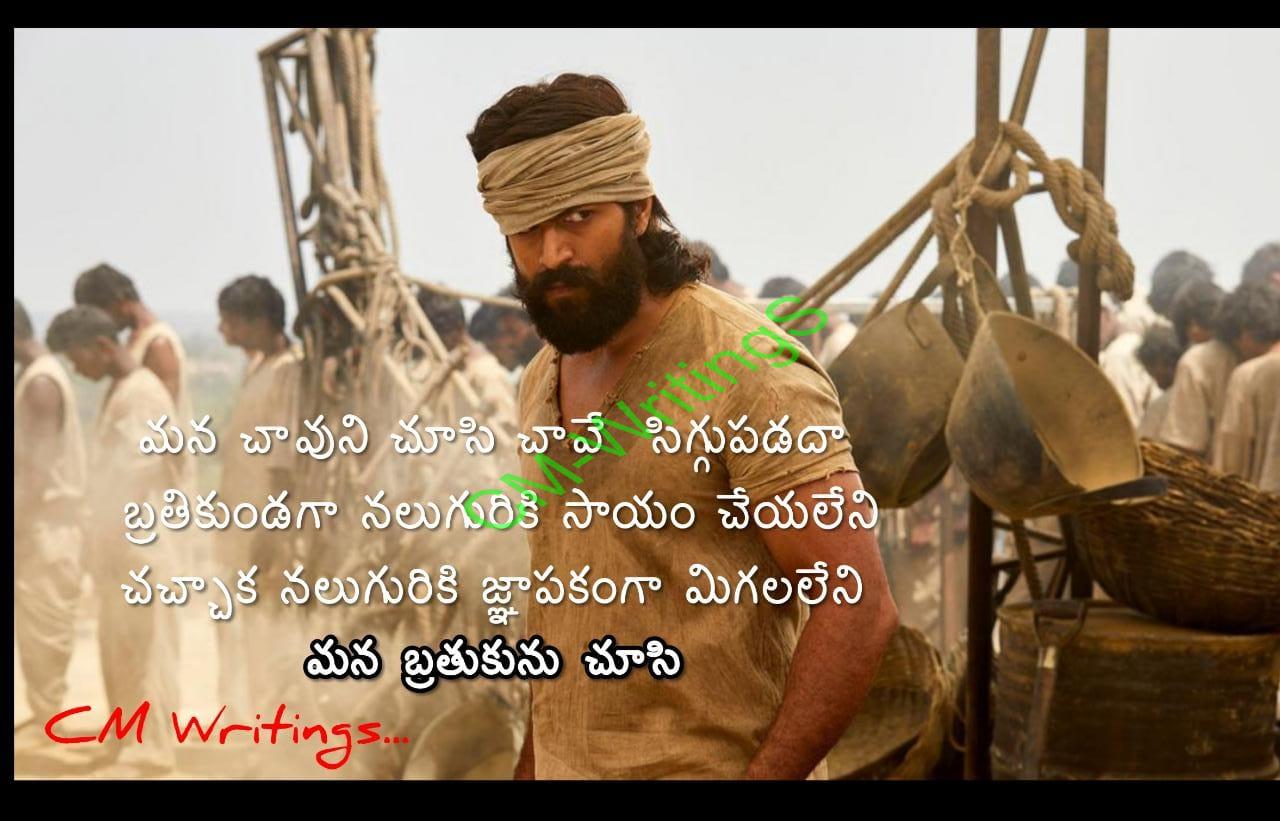 మన చావుని చూసి చావే సిగ్గుపడదా
బ్రతికుండగా నలుగురికి సాయం చేయలేని
చచ్చాక నలుగురికి జ్ఞాపకంగా మిగలలేని
మన బ్రతుకును చూసి
CM Writings...
CM-WritingS